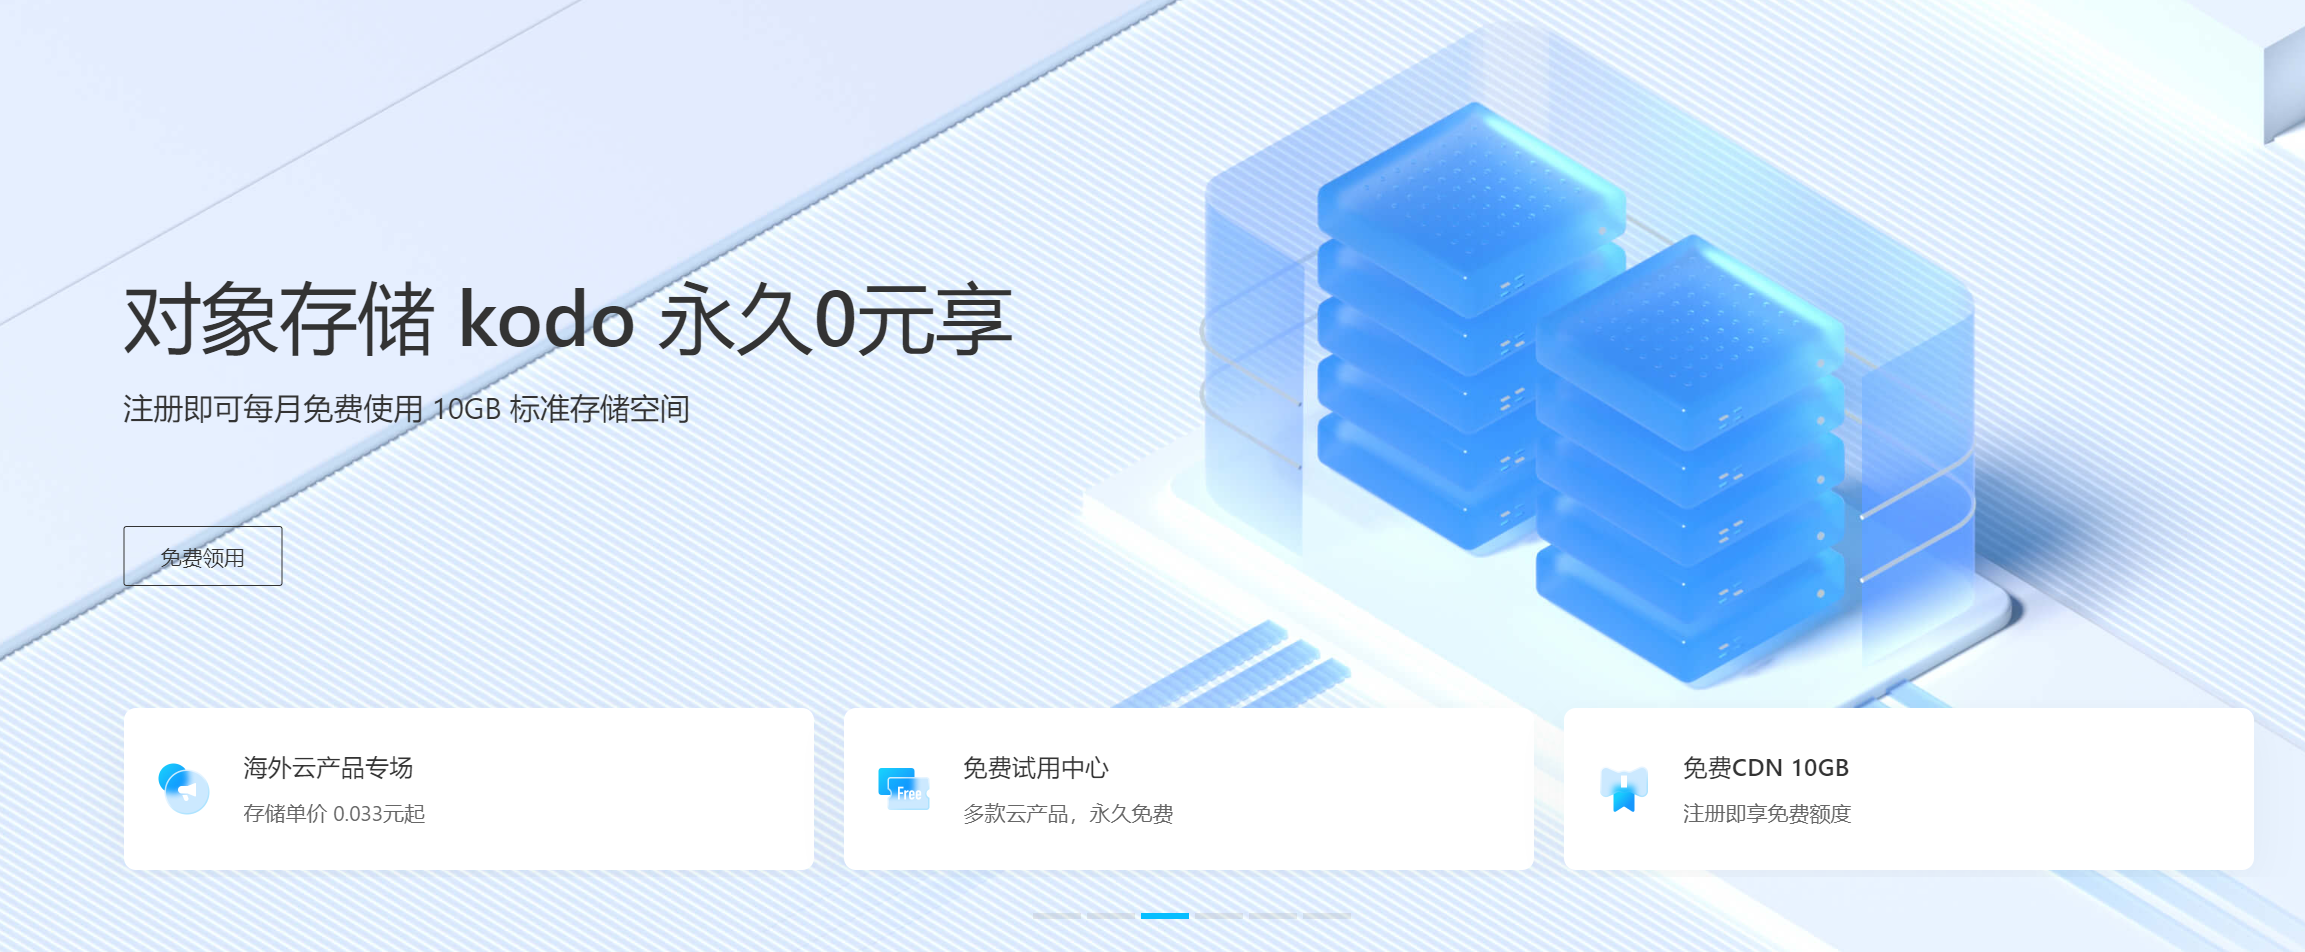 对象存储 kodo 永久0元享
注册即可每月免费使用 10GB 标准存储空间
免费领用
海外云产品专场
存储单价 0.033元起
Free
免费试用中心
多款云产品，永久免费
免费CDN 10GB
注册即享免费额度